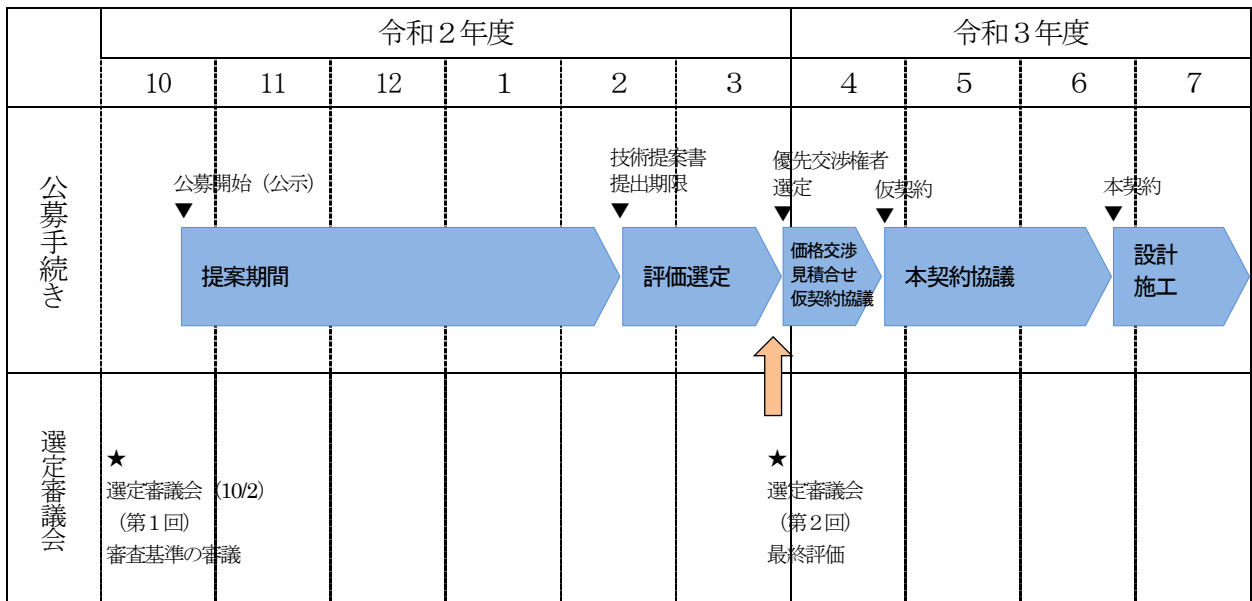 令和２年度
令和３年度
10
11
12
1
2
3
4
5
6
7
公募手続き
公募開始（公示）
技術提案書
提出期限
優先交渉権者
選定
仮契約
本契約
▼
▼
▼
▼
▼
提案期間
評価選定
価格交渉
見積合せ
仮契約協議
本契約協議
設計
施工
選定審議会
★
選定審議会（10/2）
（第１回）
審査基準の審議
★
選定審議会
（第２回）
最終評価